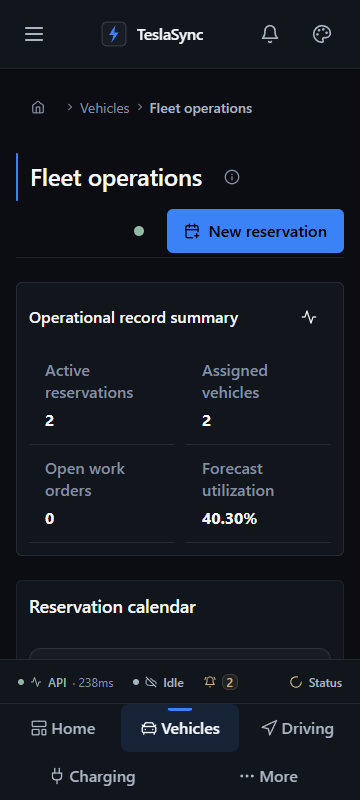 TeslaSync
Vehicles
Fleet operations
Fleet operations
New reservation
Operational record summary
Active reservations
2
Assigned vehicles
2
Open work orders
0
Forecast utilization
40.30%
Reservation calendar
API · 238ms
Idle
2
Status
Home
Vehicles
Driving
Charging
More